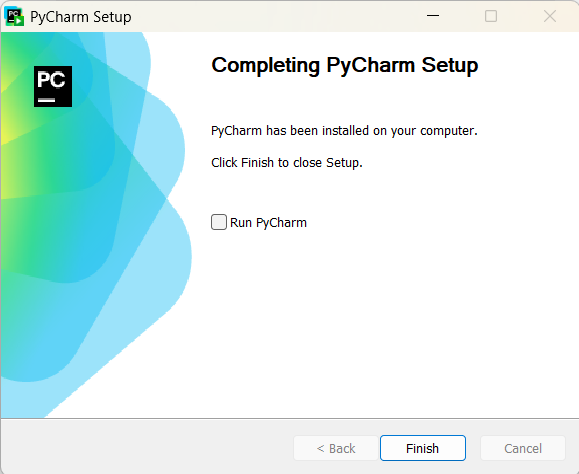 PyCharm Setup
PC
Completing PyCharm Setup
PyCharm has been installed on your computer.
Click Finish to close Setup.
Run PyCharm
< Back
Finish
Cancel